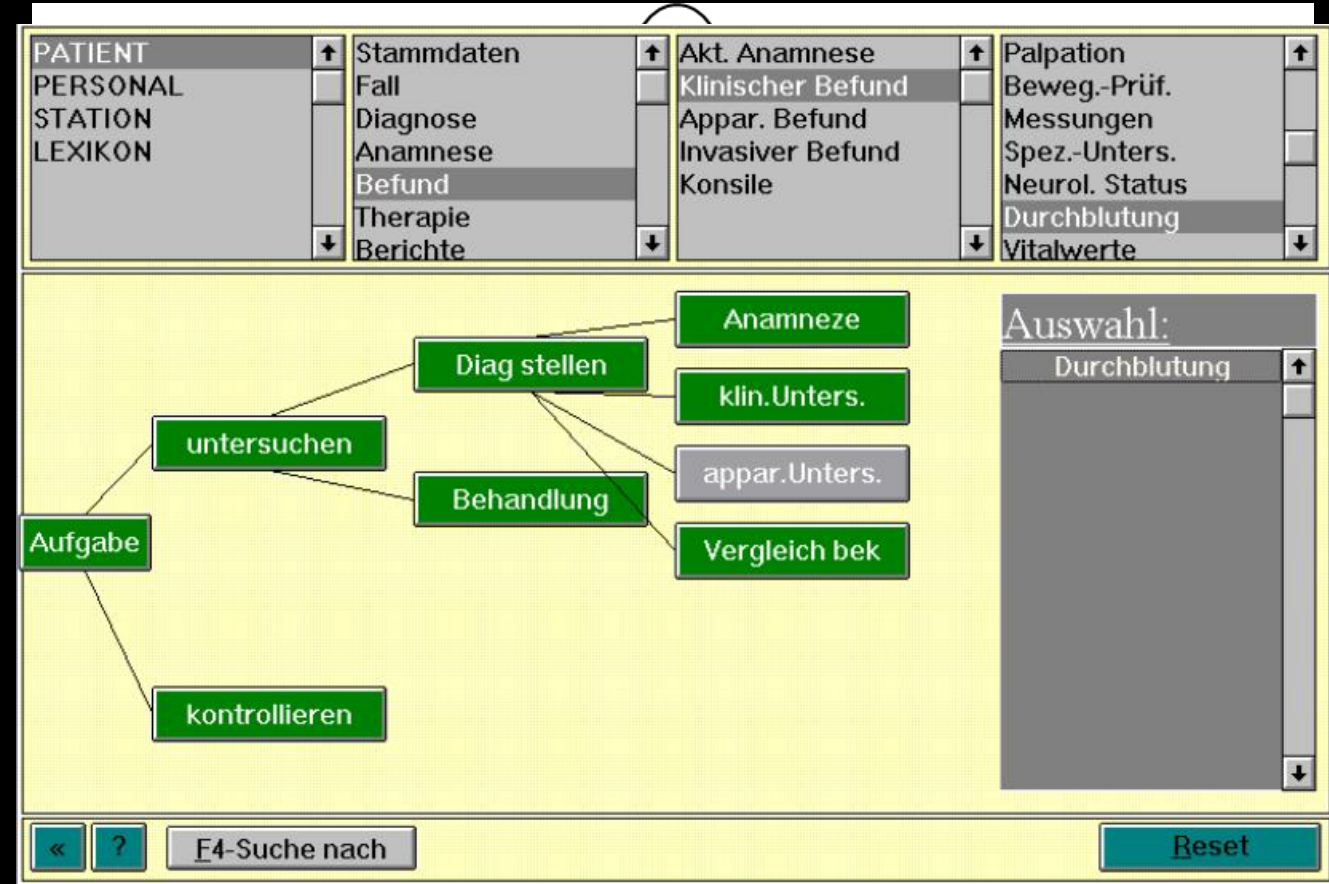 PATIENT
PERSONAL
STATION
LEXIKON
Stammdaten
Fall
Diagnose
Anamnese
Befund
Therapie
Berichte
Akt. Anamnese
Klinischer Befund
Appar. Befund
Invasiver Befund
Konsile
Palpation
Beweg.-Prüf.
Messungen
Spez.-Unters.
Neurol. Status
Durchblutung
Vitalwerte
Aufgabe
untersuchen
kontrollieren
Diag stellen
Behandlung
Anamneze
klin.Unters.
appar.Unters.
Vergleich bek
Auswahl:
Durchblutung
« ? F4-Suche nach Reset